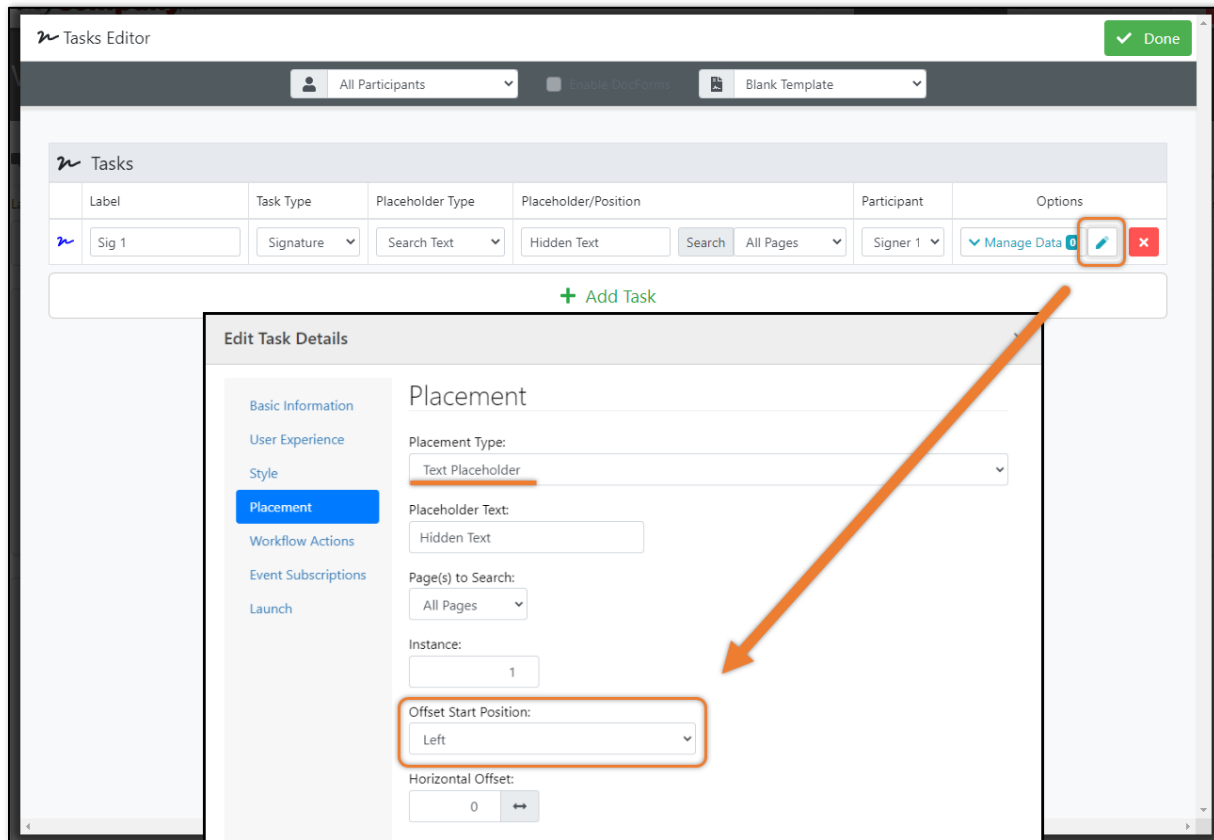 Tasks Editor
Done
All Participants
Enable DocForms
Blank Template
Tasks
Label Task Type Placeholder Type Placeholder/Position Participant Options
Sig 1 Signature Search Text Hidden Text Search All Pages Signer 1 Manage Data 0
+ Add Task
Edit Task Details
Basic Information
User Experience
Style
Placement
Workflow Actions
Event Subscriptions
Launch
Placement
Placement Type:
Text Placeholder
Placeholder Text:
Hidden Text
Page(s) to Search:
All Pages
Instance:
1
Offset Start Position:
Left
Horizontal Offset:
0